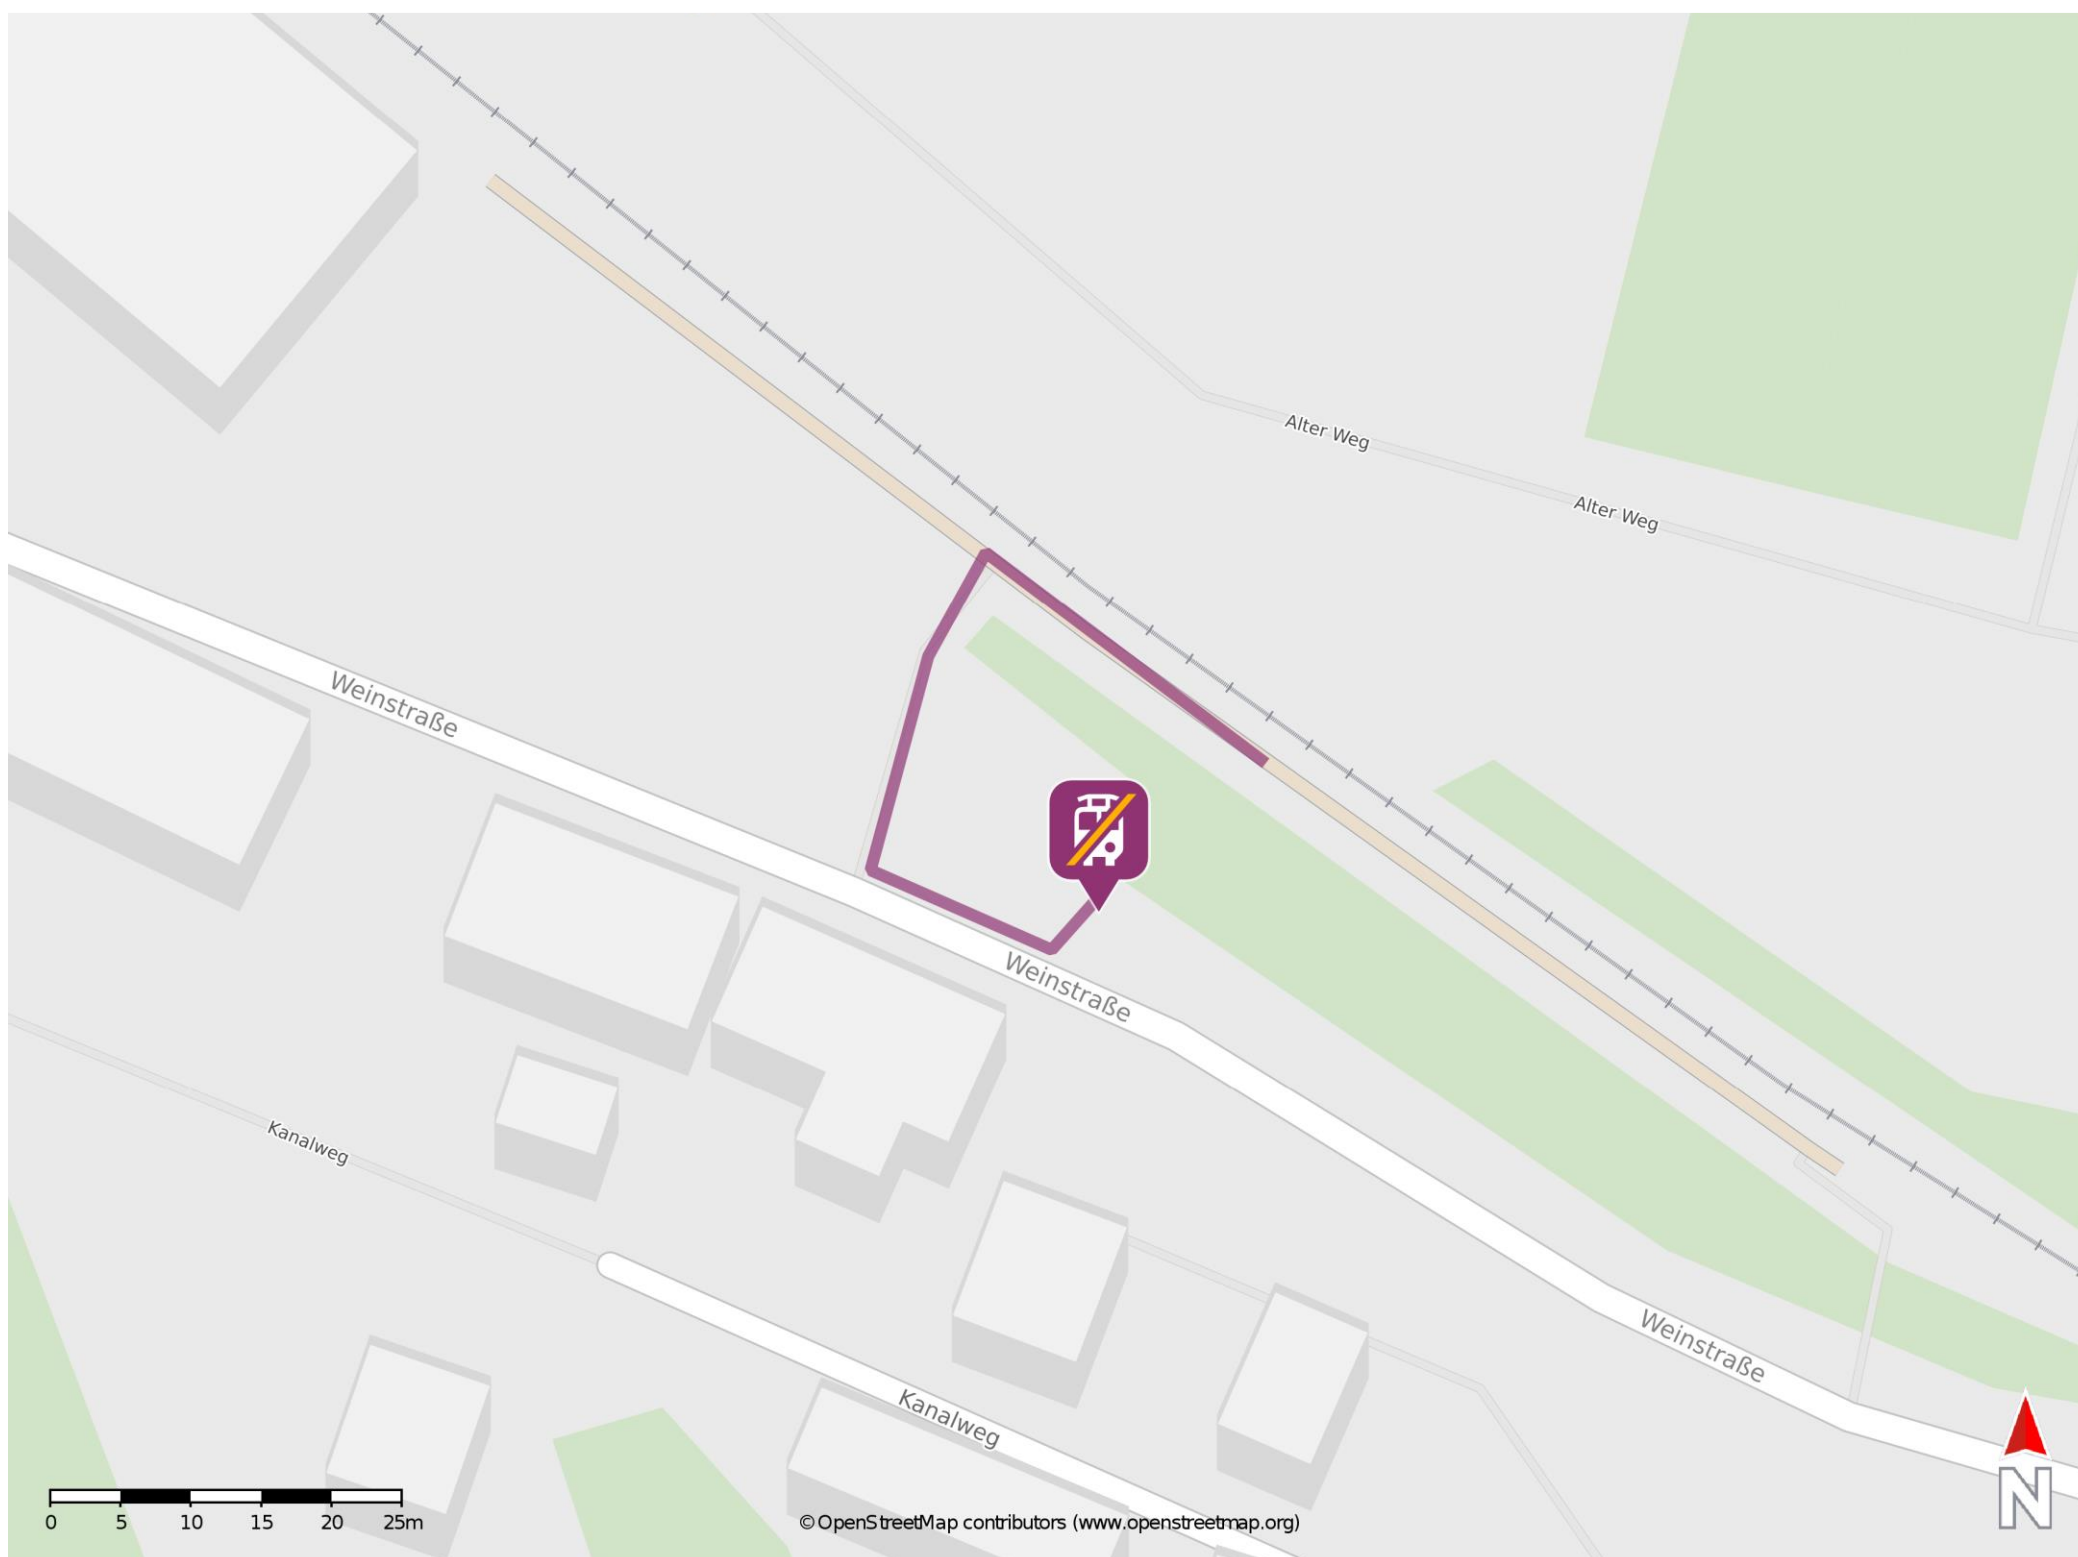 Alter Weg
Alter Weg
Weinstraße
Weinstraße
Kanalweg
Weinstraße
Kanalweg
N
0 5 10 15 20 25m
© OpenStreetMap contributors (www.openstreetmap.org)